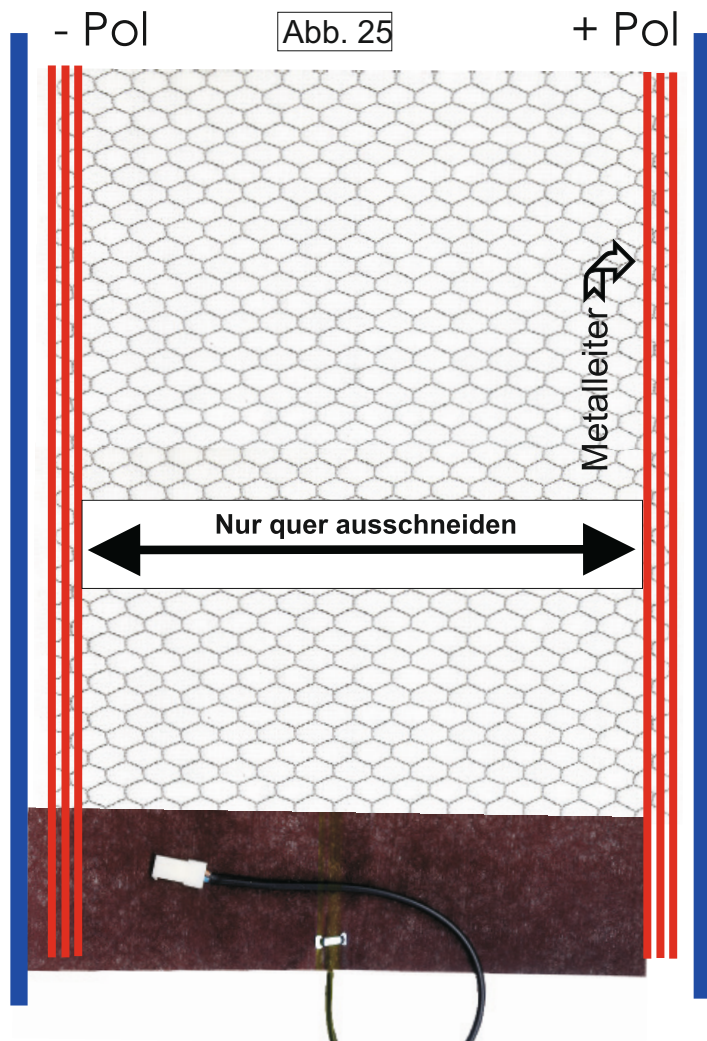 - Pol
Abb. 25
+ Pol
Metalleiter
Nur quer ausschneiden